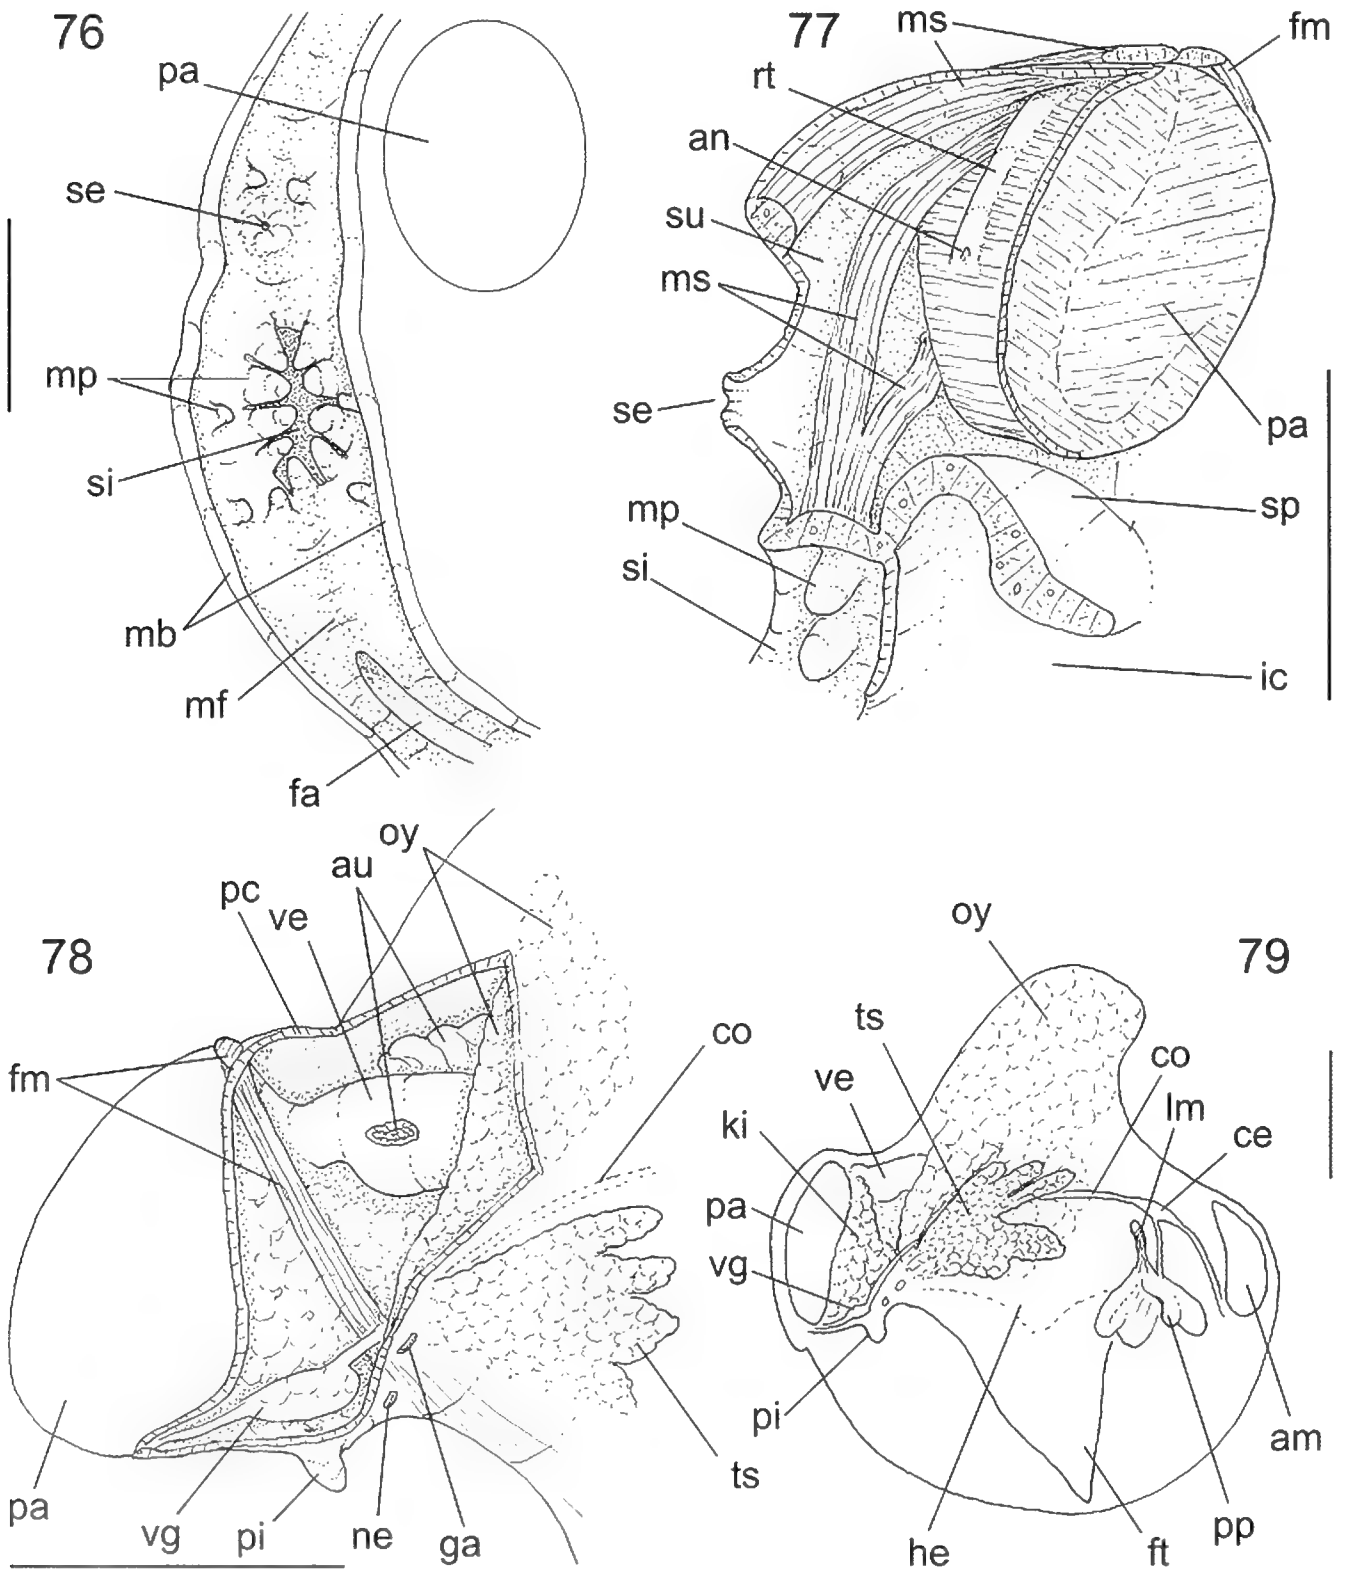 76
pa
se
mp
si
mb
mf
fa
77
ms
fm
rt
an
su
ms
se
mp
si
pa
sp
ic
78
oy
au
pc
ve
fm
co
pa
vg
pi
ne
ga
ts
79
oy
ts
ve
ki
pa
vg
pi
co
lm
ce
am
pp
ft
he